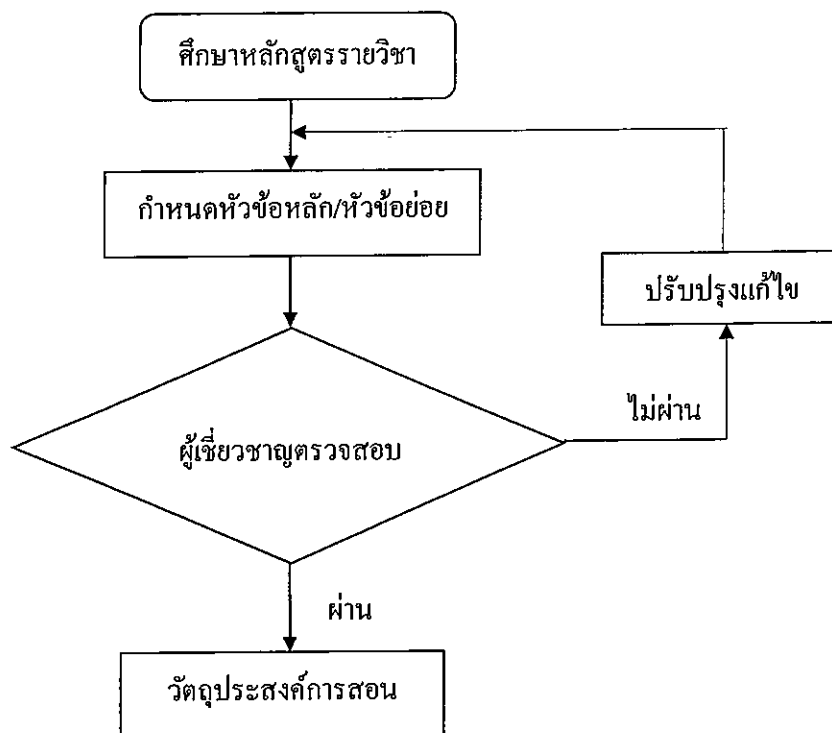 ศึกษาหลักสูตรรายวิชา
กำหนดหัวข้อหลัก/หัวข้อย่อย
ปรับปรุงแก้ไข
ไม่ผ่าน
ผู้เชี่ยวชาญตรวจสอบ
ผ่าน
วัตถุประสงค์การสอน